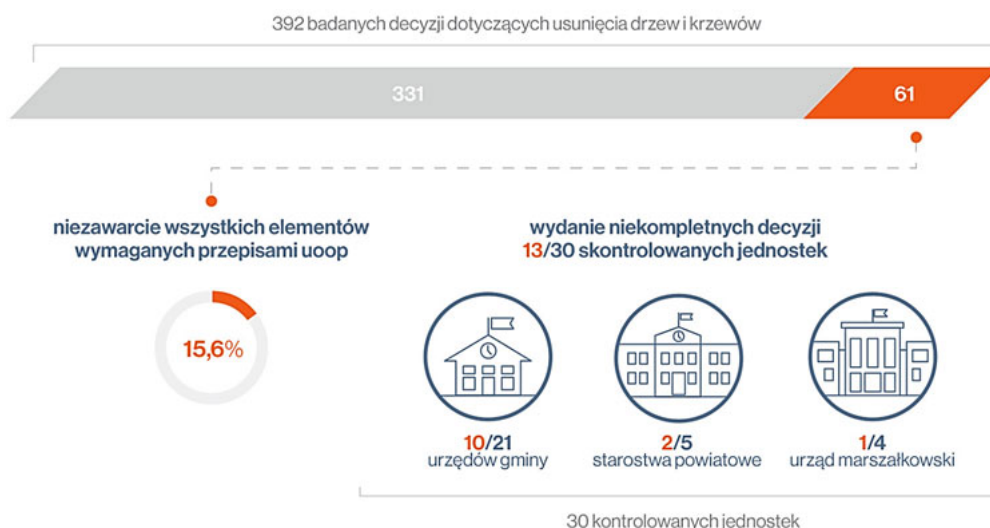 392 badanych decyzji dotyczących usunięcia drzew i krzewów
331
61
niezawarcie wszystkich elementów
wymaganych przepisami uoop
15,6%
wydanie niekompletnych decyzji
13/30 skontrolowanych jednostek
10/21
urzędów gminy
2/5
starostwa powiatowe
1/4
urząd marszałkowski
30 kontrolowanych jednostek